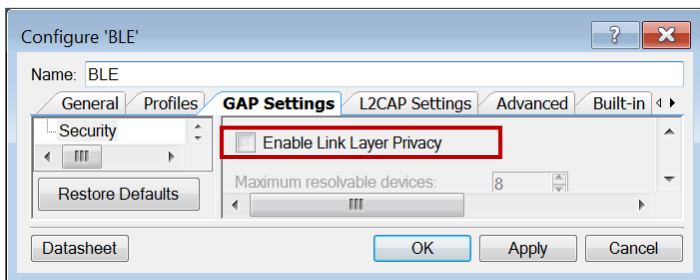 Configure 'BLE'
Name: BLE
General Profiles GAP Settings L2CAP Settings Advanced Built-in
Security
Enable Link Layer Privacy
Maximum resolvable devices: 8
Restore Defaults
Datasheet OK Apply Cancel